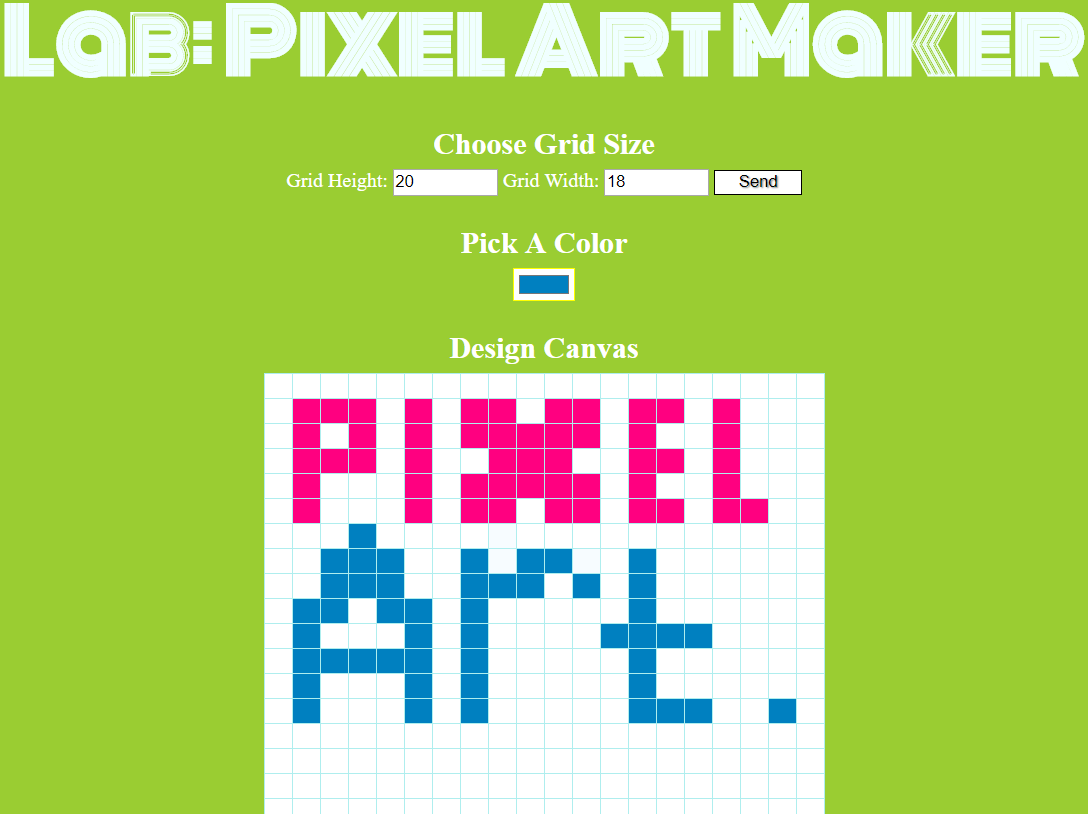 Lab: Pixel Art Maker
Choose Grid Size
Grid Height: 20 Grid Width: 18 Send
Pick A Color
Design Canvas
PIXEL
Art.